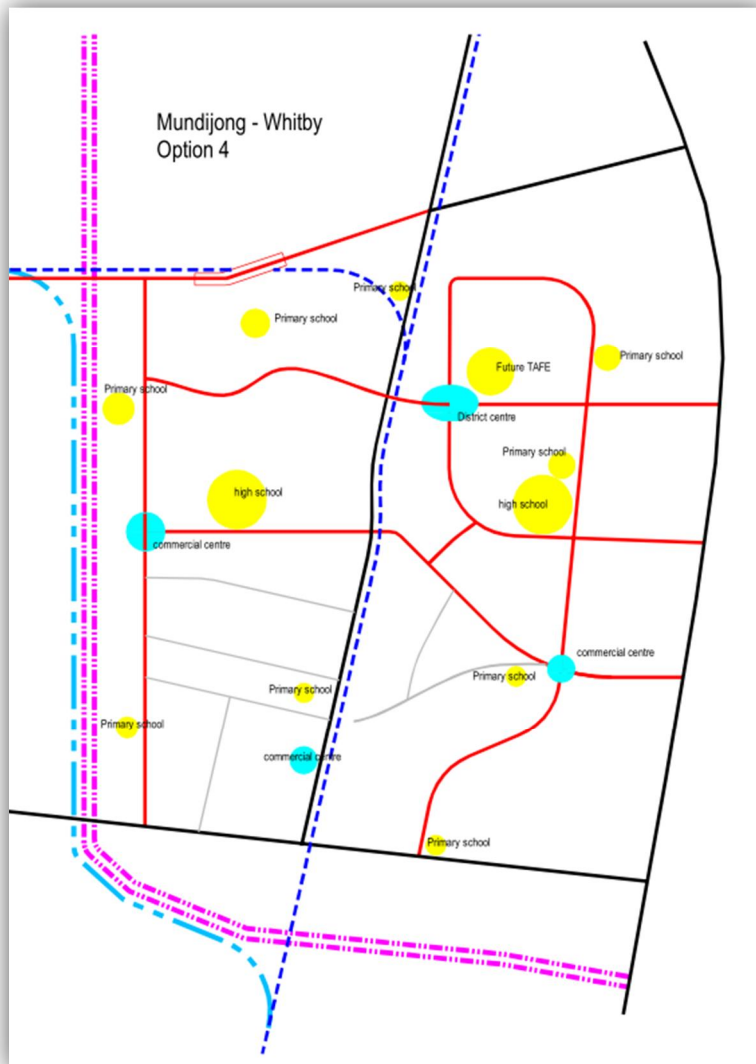 Mundijong - Whitby
Option 4
Primary school
Primary school
Primary school
Future TAFE
Primary school
District centre
Primary school
high school
high school
commercial centre
commercial centre
Primary school
Primary school
Primary school
commercial centre
Primary school